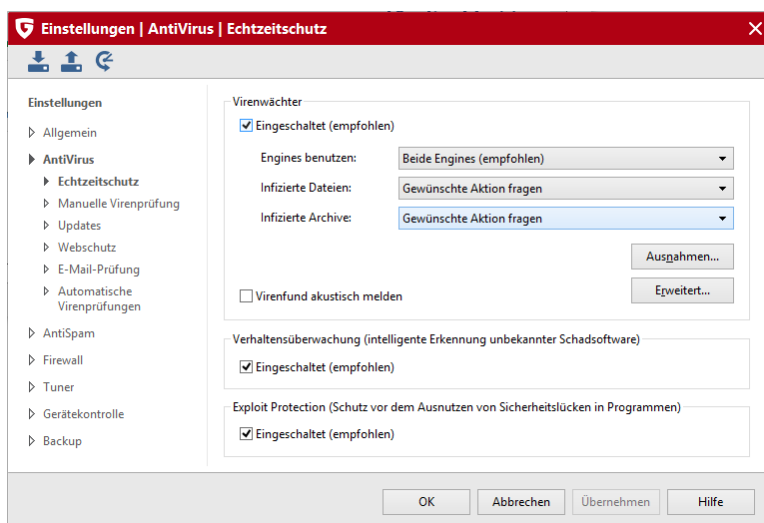 Einstellungen | AntiVirus | Echtzeitschutz
Einstellungen
Allgemein
AntiVirus
Echtzeitschutz
Manuelle Virenprüfung
Updates
Webschutz
E-Mail-Prüfung
Automatische
Virenprüfungen
AntiSpam
Firewall
Tuner
Gerätekontrolle
Backup
Virenwächter
Eingeschaltet (empfohlen)
Engines benutzen: Beide Engines (empfohlen)
Infizierte Dateien: Gewünschte Aktion fragen
Infizierte Archive: Gewünschte Aktion fragen
Ausnahmen...
Virenfund akustisch melden
Erweitert...
Verhaltensüberwachung (intelligente Erkennung unbekannter Schadsoftware)
Eingeschaltet (empfohlen)
Exploit Protection (Schutz vor dem Ausnutzen von Sicherheitslücken in Programmen)
Eingeschaltet (empfohlen)
OK Abbrechen Übernehmen Hilfe